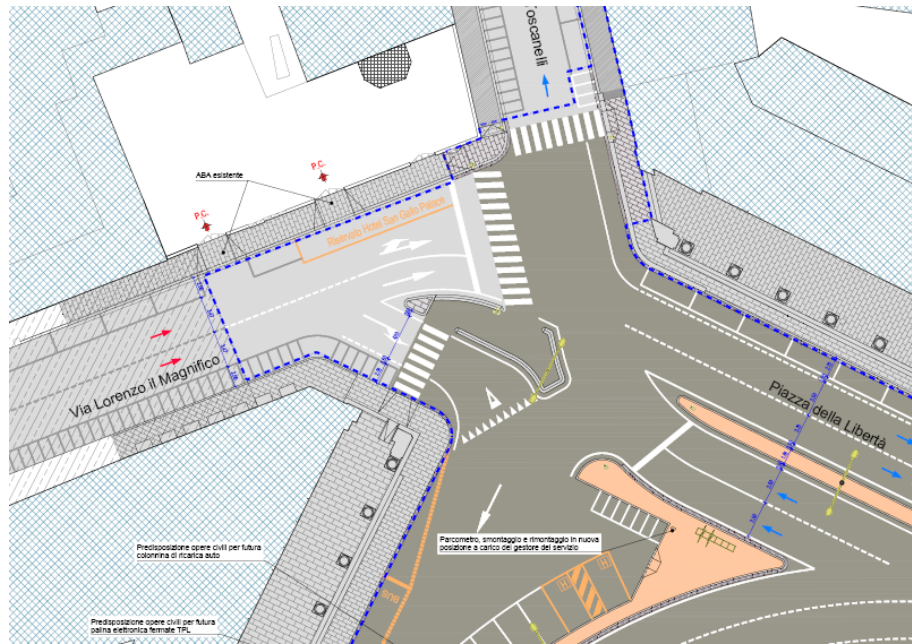 Toscanelli
P.C.
ABA esistente
P.C.
Riservato Hotel San Gallo Palace
Via Lorenzo il Magnifico
Piazza della Libertà
Parcometro, smontaggio e rimontaggio in nuova
posizione a carico del gestore del servizio
Predisposizione opere civili per futura
colonnina di ricarica auto
H
H
BUS
Predisposizione opere civili per futura
palina elettronica fermate TPL